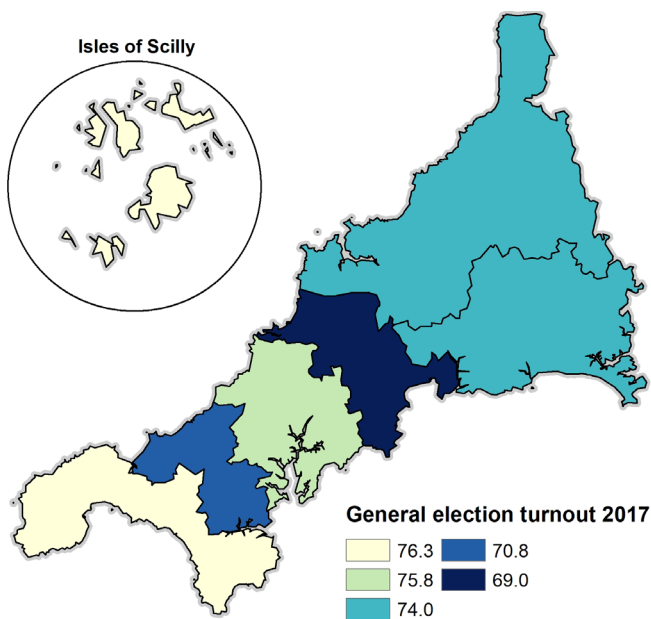 Isles of Scilly
General election turnout 2017
76.3 70.8
75.8 69.0
74.0